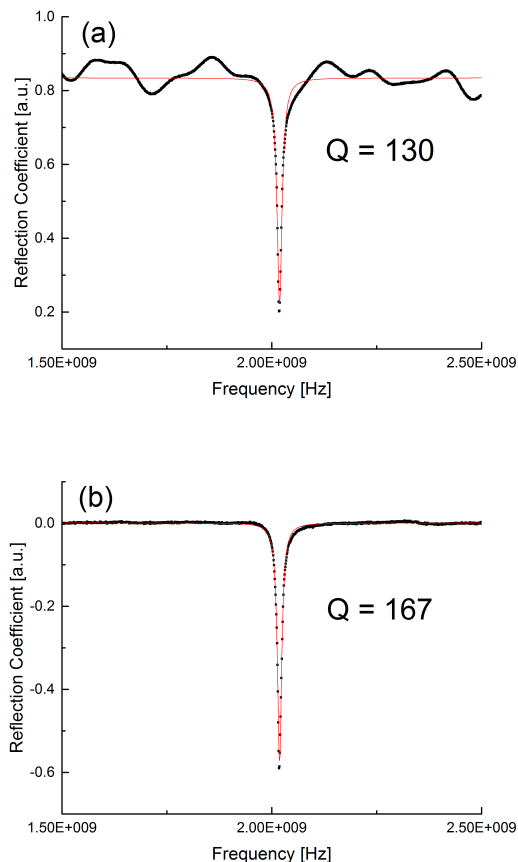 (a)
1.0
0.8
0.6
0.4
0.2
Reflection Coefficient [a.u.]
Q = 130
1.50E+009
2.00E+009
2.50E+009
Frequency [Hz]
(b)
0.0
-0.2
-0.4
-0.6
Reflection Coefficient [a.u.]
Q = 167
1.50E+009
2.00E+009
2.50E+009
Frequency [Hz]